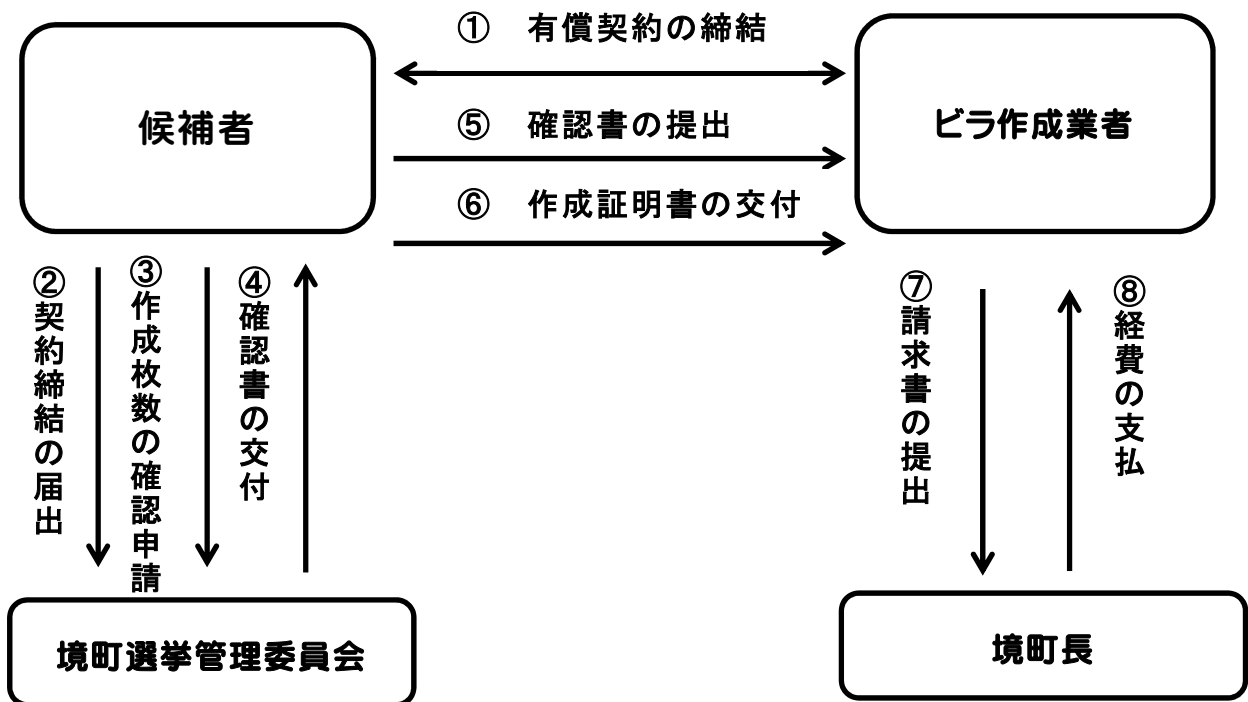 候補者
① 有償契約の締結
⑤ 確認書の提出
⑥ 作成証明書の交付
ビラ作成業者
②契約締結の届出
③作成枚数の確認申請
④確認書の交付
⑦請求書の提出
⑧経費の支払
境町選挙管理委員会
境町長